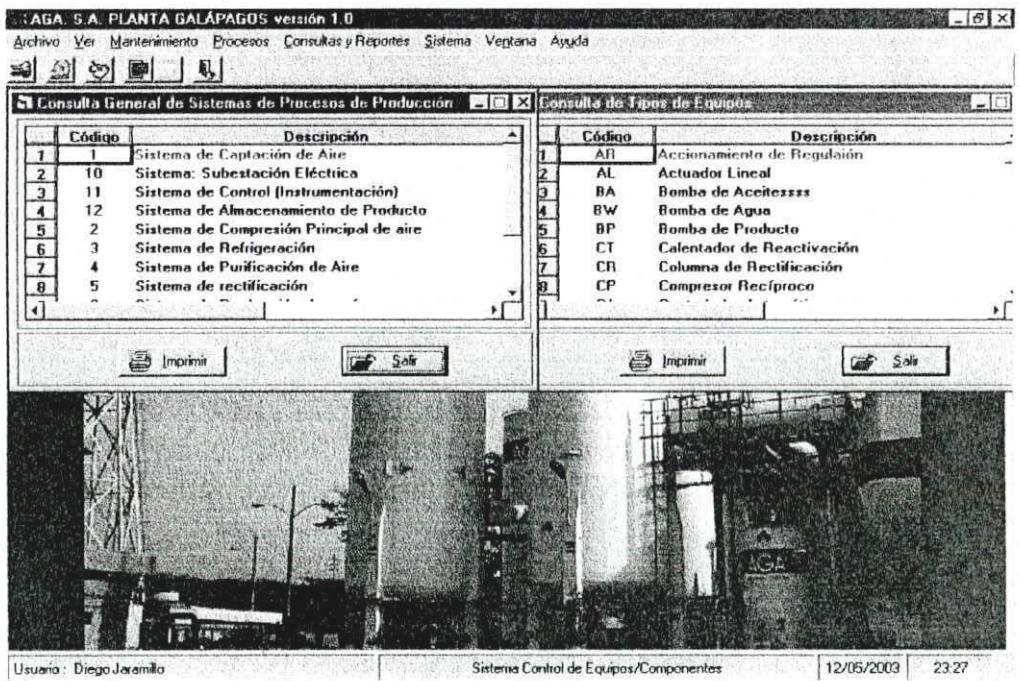 AGA. S.A. PLANTA GALÁPAGOS versión 1.0
Archivo Ver Mantenimiento Procesos Consultas y Reportes Sistema Ventana Ayuda
Consulta General de Sistemas de Procesos de Producción
Código Descripción
1 1 Sistema de Captación de Aire
2 10 Sistema: Subestación Eléctrica
3 11 Sistema de Control (Instrumentación)
4 12 Sistema de Almacenamiento de Producto
5 2 Sistema de Compresión Principal de aire
6 3 Sistema de Refrigeración
7 4 Sistema de Purificación de Aire
8 5 Sistema de rectificación
Imprimir Salir
Consulta de Tipos de Equipos
Código Descripción
1 AR Accionamiento de Regulaión
2 AL Actuador Lineal
3 BA Bomba de Aceitessss
4 BW Bomba de Agua
5 BP Bomba de Producto
6 CT Calentador de Reactivación
7 CR Columna de Rectificación
8 CP Compresor Recíproco
Imprimir Salir
AGA
Usuario : Diego Jaramillo Sistema Control de Equipos/Componentes 12/05/2003 23:27